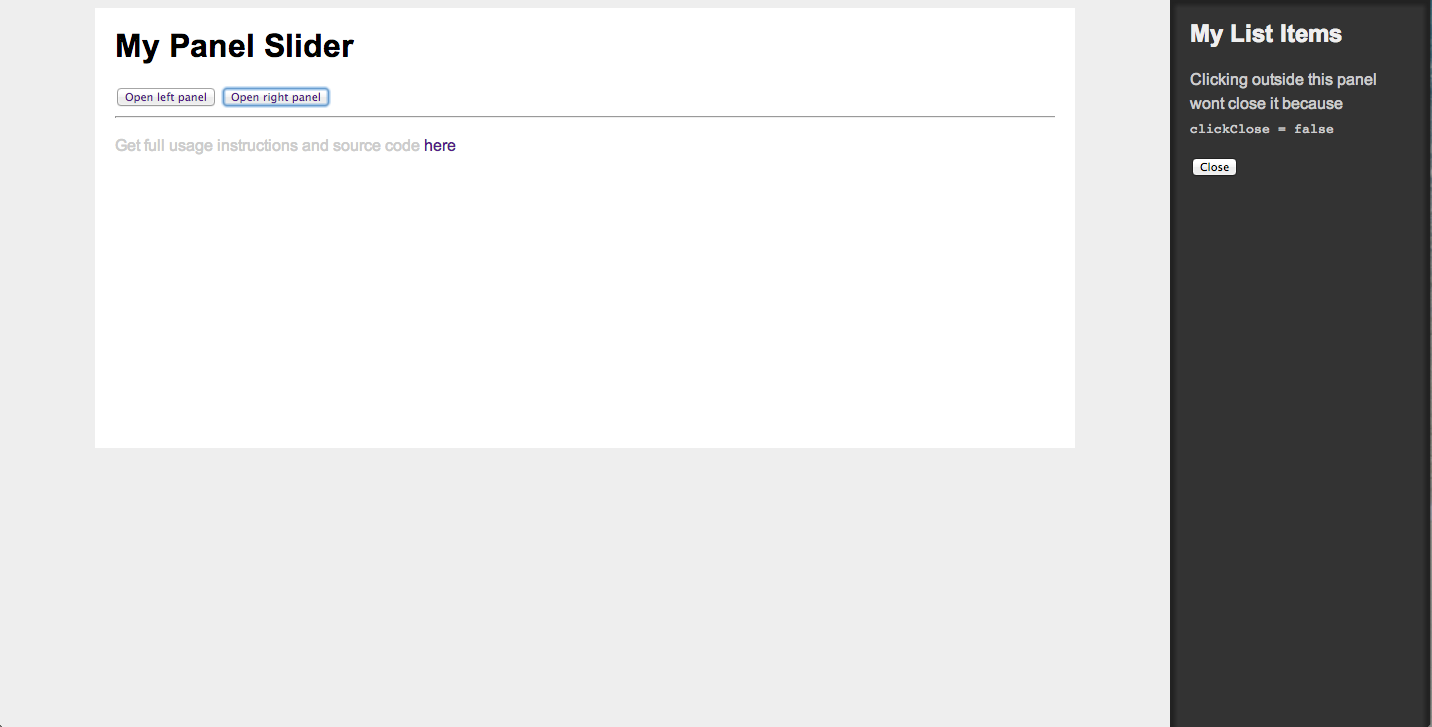 My Panel Slider
Open left panel Open right panel
Get full usage instructions and source code here
My List Items
Clicking outside this panel
wont close it because
clickClose = false
Close